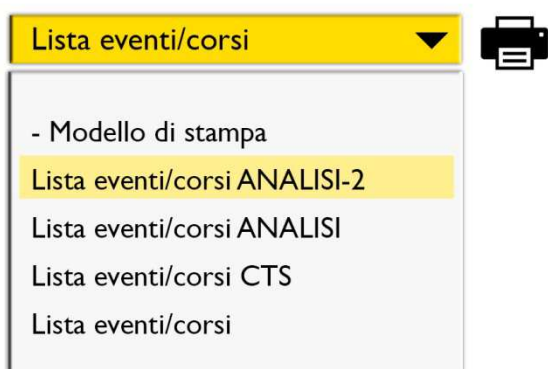 Lista eventi/corsi
- Modello di stampa
Lista eventi/corsi ANALISI-2
Lista eventi/corsi ANALISI
Lista eventi/corsi CTS
Lista eventi/corsi